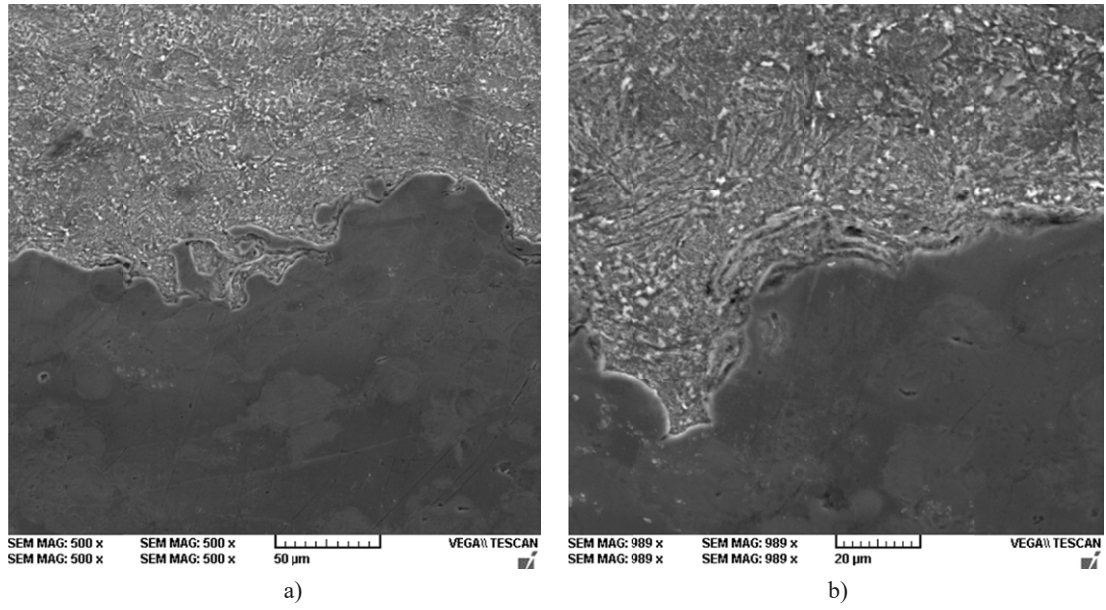 SEM MAG: 500 x SEM MAG: 500 x VEGA\\ TESCAN
SEM MAG: 500 x SEM MAG: 500 x 50 µm
SEM MAG: 989 x SEM MAG: 989 x VEGA\\ TESCAN
SEM MAG: 989 x SEM MAG: 989 x 20 µm
a)
b)